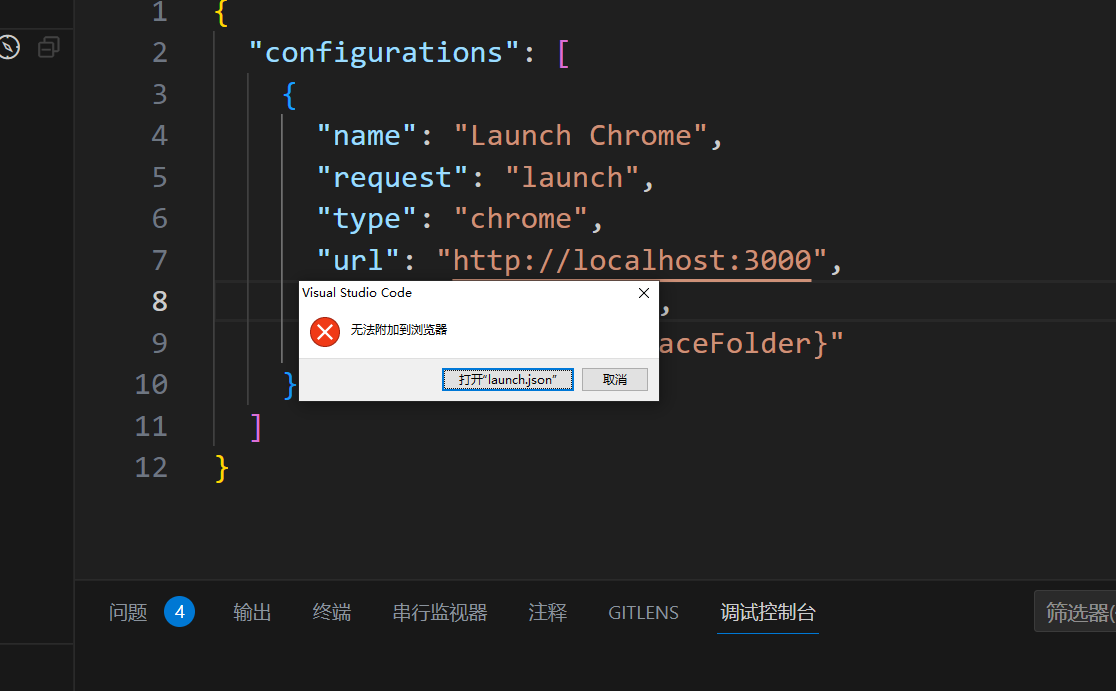 1 {
2 "configurations": [
3 {
4 "name": "Launch Chrome",
5 "request": "launch",
6 "type": "chrome",
7 "url": "http://localhost:3000",
Visual Studio Code
8 ,
无法附加到浏览器
9 aceFolder}"
打开“launch.json” 取消
10 }
11 ]
12 }
问题 4 输出 终端 串行监视器 注释 GITLENS 调试控制台 筛选器(